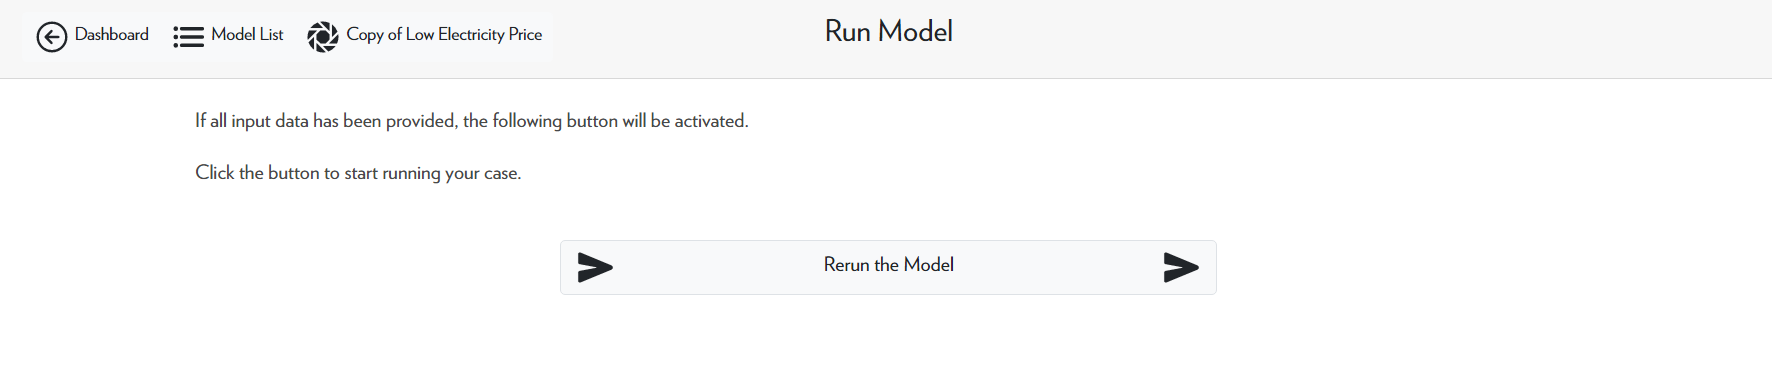 Dashboard Model List Copy of Low Electricity Price Run Model
If all input data has been provided, the following button will be activated.
Click the button to start running your case.
Rerun the Model